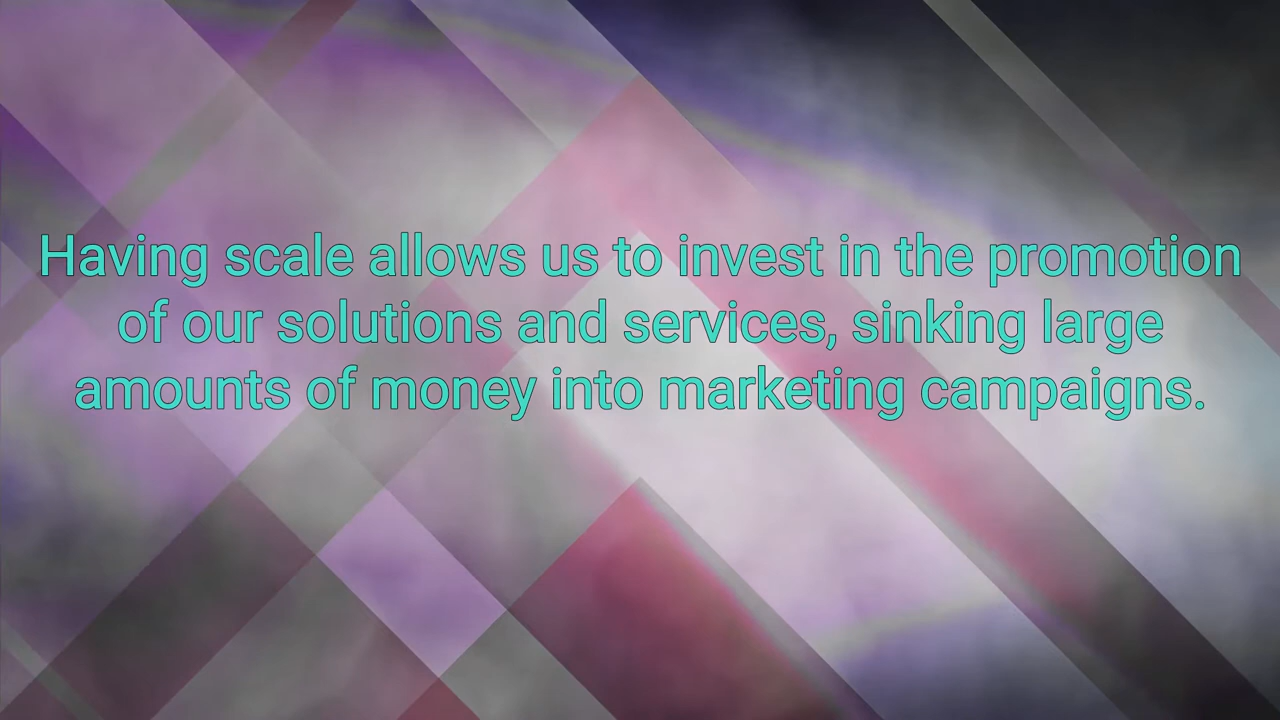 Having scale allows us to invest in the promotion
of our solutions and services, sinking large
amounts of money into marketing campaigns.